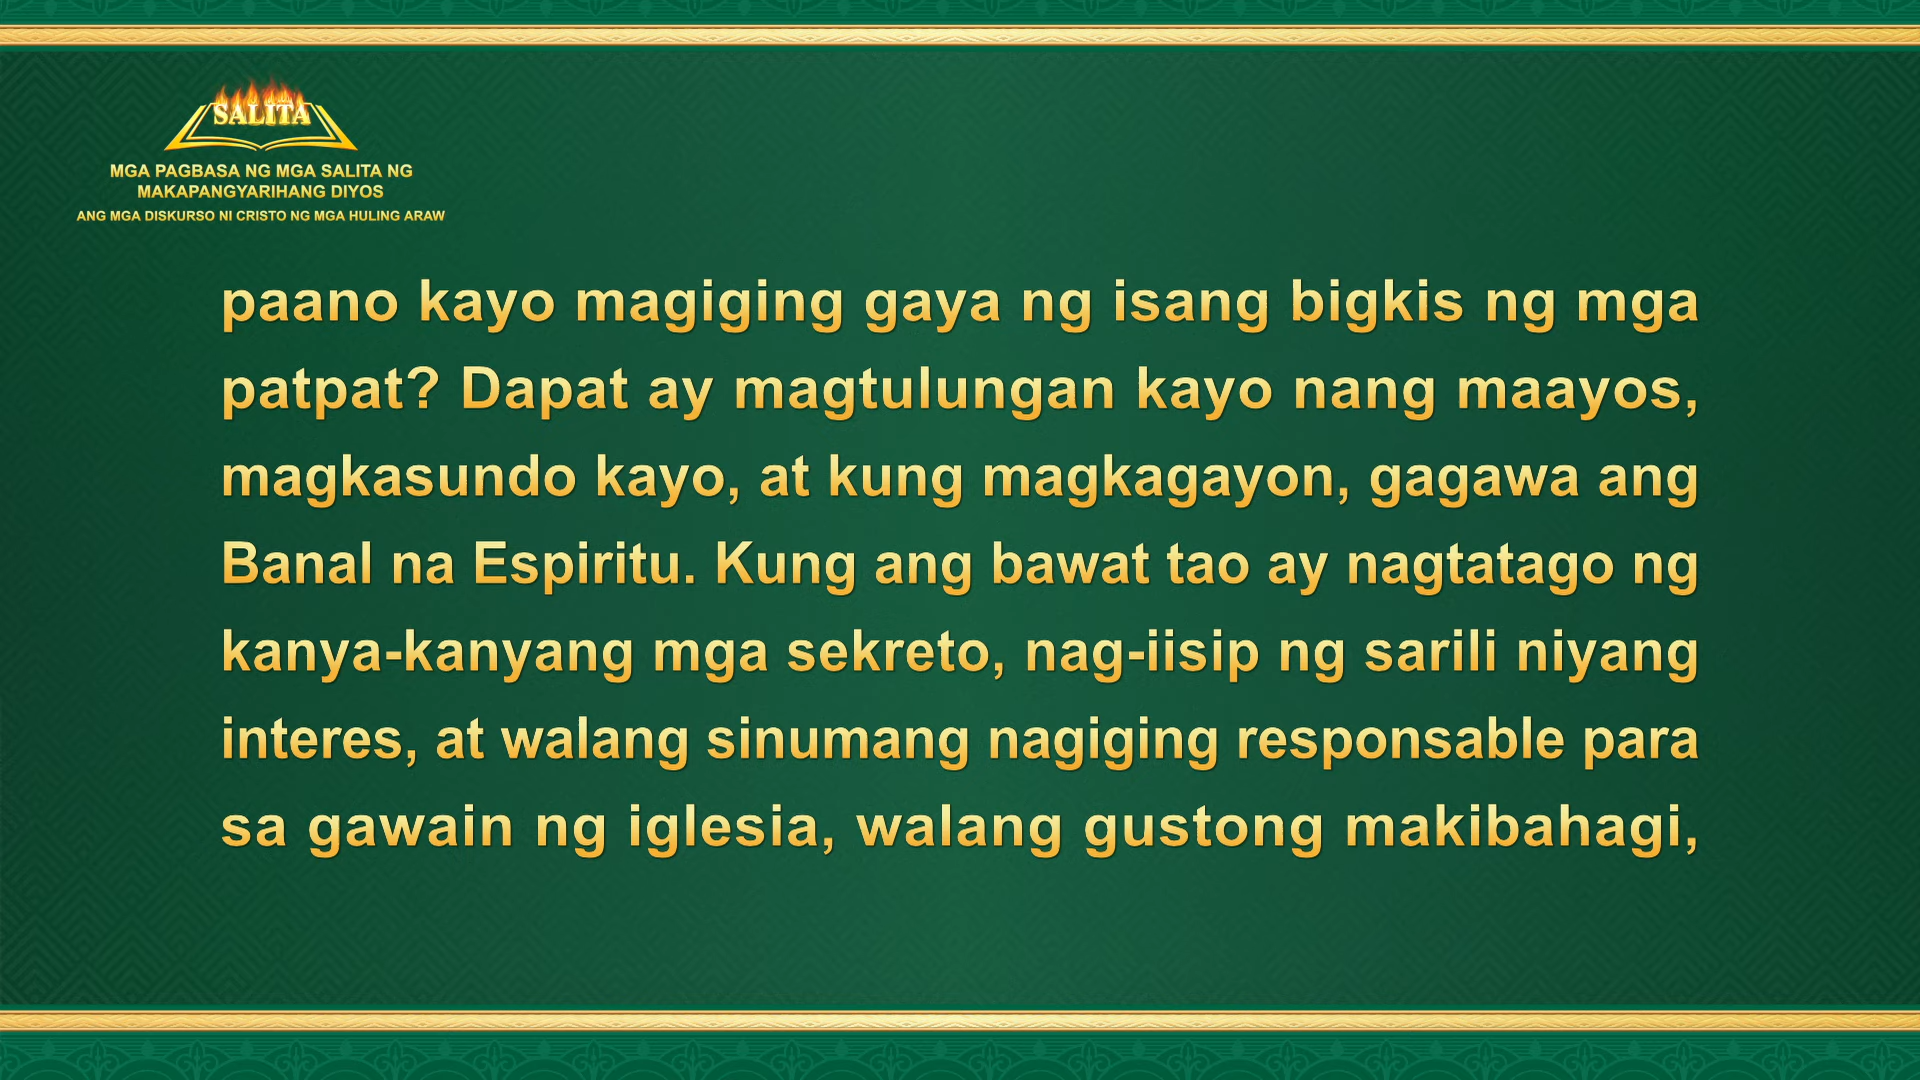 SALITA
MGA PAGBASA NG MGA SALITA NG
MAKAPANGYARIHANG DIYOS
ANG MGA DISKURSO NI CRISTO NG MGA HULING ARAW
paano kayo magiging gaya ng isang bigkis ng mga
patpat? Dapat ay magtulungan kayo nang maayos,
magkasundo kayo, at kung magkagayon, gagawa ang
Banal na Espiritu. Kung ang bawat tao ay nagtatago ng
kanya-kanyang mga sekreto, nag-iisip ng sarili niyang
interes, at walang sinumang nagiging responsable para
sa gawain ng iglesia, walang gustong makibahagi,